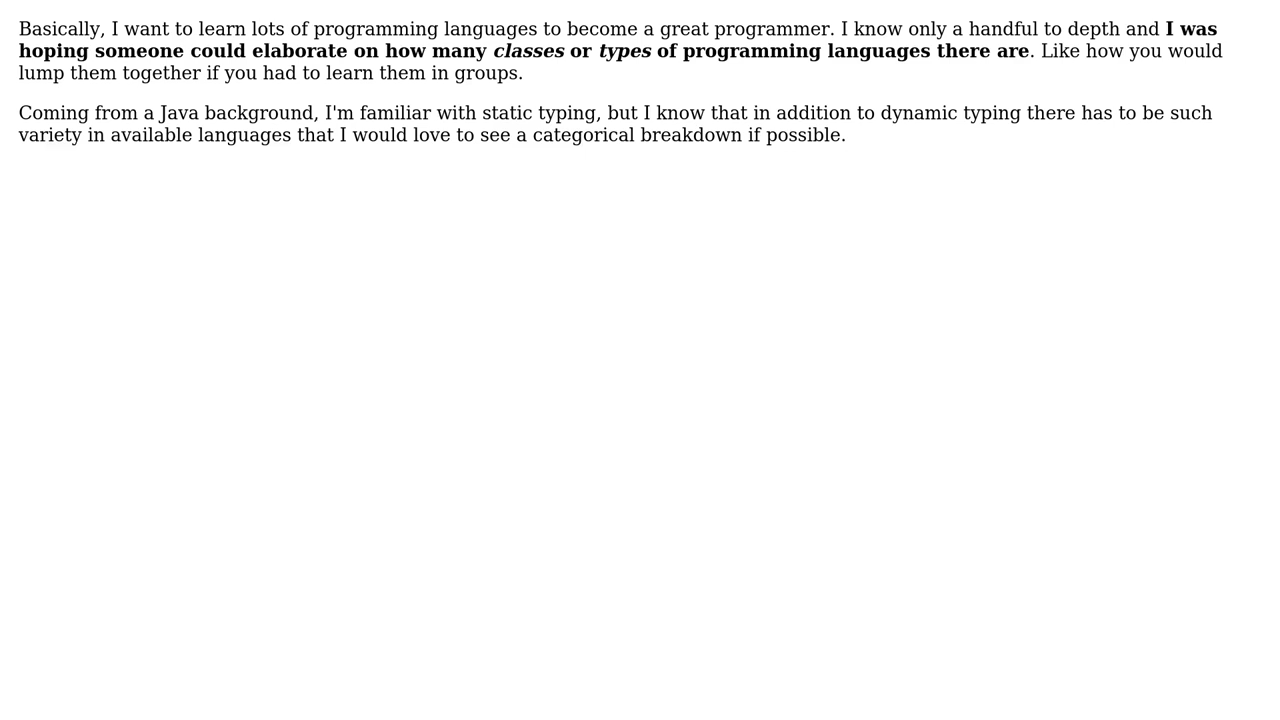 Basically, I want to learn lots of programming languages to become a great programmer. I know only a handful to depth and I was
hoping someone could elaborate on how many classes or types of programming languages there are. Like how you would
lump them together if you had to learn them in groups.
Coming from a Java background, I'm familiar with static typing, but I know that in addition to dynamic typing there has to be such
variety in available languages that I would love to see a categorical breakdown if possible.